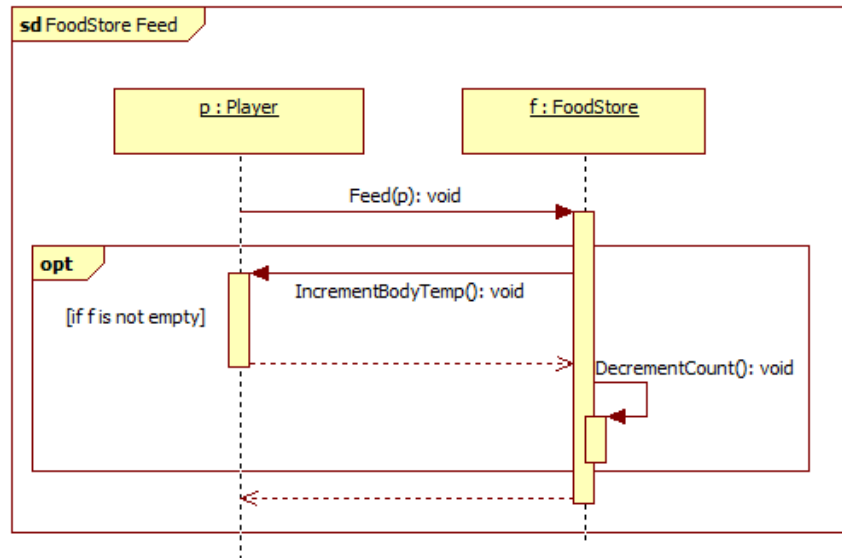 sd FoodStore Feed
p : Player
f : FoodStore
Feed(p): void
opt
IncrementBodyTemp(): void
[if f is not empty]
DecrementCount(): void